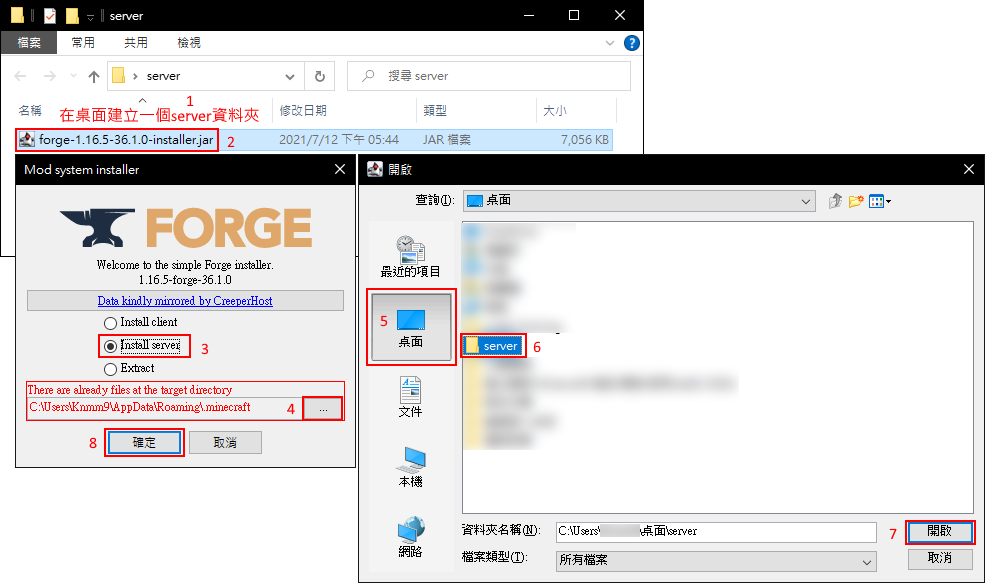 server
檔案 常用 共用 檢視
server 搜尋 server
名稱 修改日期 類型 大小
1
在桌面建立一個server資料夾
forge-1.16.5-36.1.0-installer.jar 2 2021/7/12 下午 05:44 JAR 檔案 7,056 KB
Mod system installer
FORGE
Welcome to the simple Forge installer.
1.16.5-forge-36.1.0
Data kindly mirrored by CreeperHost
Install client
Install server 3
Extract
There are already files at the target directory
C:\Users\Knmm9\AppData\Roaming\.minecraft 4 ...
8 確定 取消
開啟
查詢(I): 桌面
最近的項目
5 桌面
server 6
文件
本機
網路
資料夾名稱(N): C:\Users\ \桌面\server 7 開啟
檔案類型(T): 所有檔案 取消